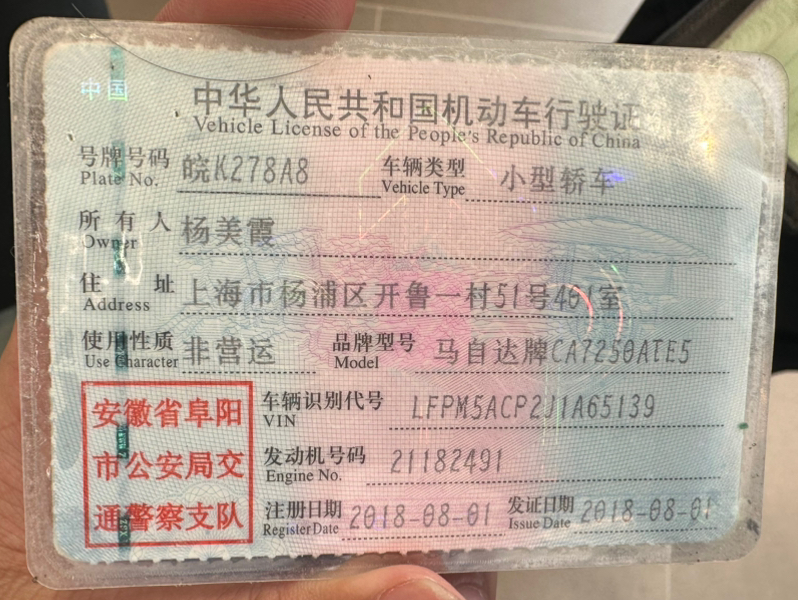 中国
中华人民共和国机动车行驶证
Vehicle License of the People's Republic of China
号牌号码 Plate No. 皖K278A8 车辆类型 Vehicle Type 小型轿车
所有人 Owner 杨美霞
住址 Address 上海市杨浦区开鲁一村51号401室
使用性质 Use Character 非营运 品牌型号 Model 马自达牌CA7250ATE5
车辆识别代号 VIN LFPM5ACP2J1A65139
发动机号码 Engine No. 21182491
注册日期 Register Date 2018-08-01 发证日期 Issue Date 2018-08-01
安徽省阜阳
市公安局交
通警察支队